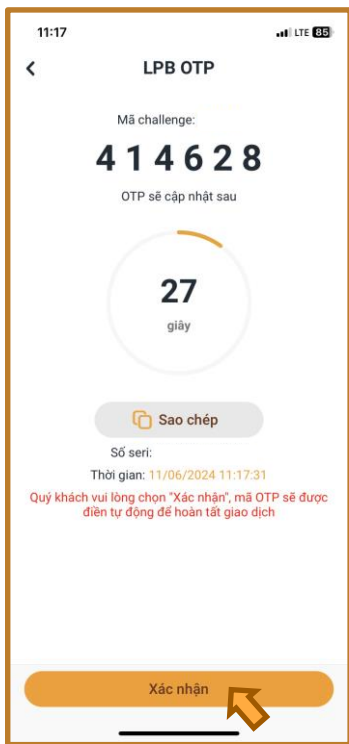 11:17 LTE 85
LPB OTP
Mã challenge:
414628
OTP sẽ cập nhật sau
27
giây
Sao chép
Số seri:
Thời gian: 11/06/2024 11:17:31
Quý khách vui lòng chọn "Xác nhận", mã OTP sẽ được
điền tự động để hoàn tất giao dịch
Xác nhận